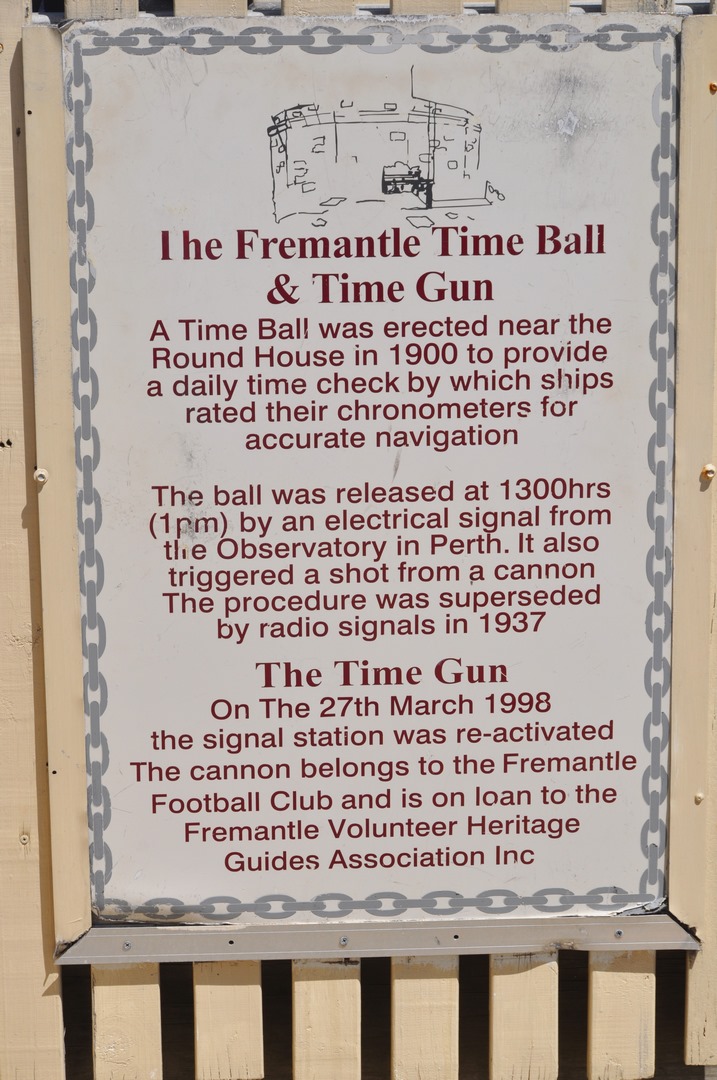 The Fremantle Time Ball
& Time Gun
A Time Ball was erected near the
Round House in 1900 to provide
a daily time check by which ships
rated their chronometers for
accurate navigation
The ball was released at 1300hrs
(1pm) by an electrical signal from
the Observatory in Perth. It also
triggered a shot from a cannon
The procedure was superseded
by radio signals in 1937
The Time Gun
On The 27th March 1998
the signal station was re-activated
The cannon belongs to the Fremantle
Football Club and is on loan to the
Fremantle Volunteer Heritage
Guides Association Inc